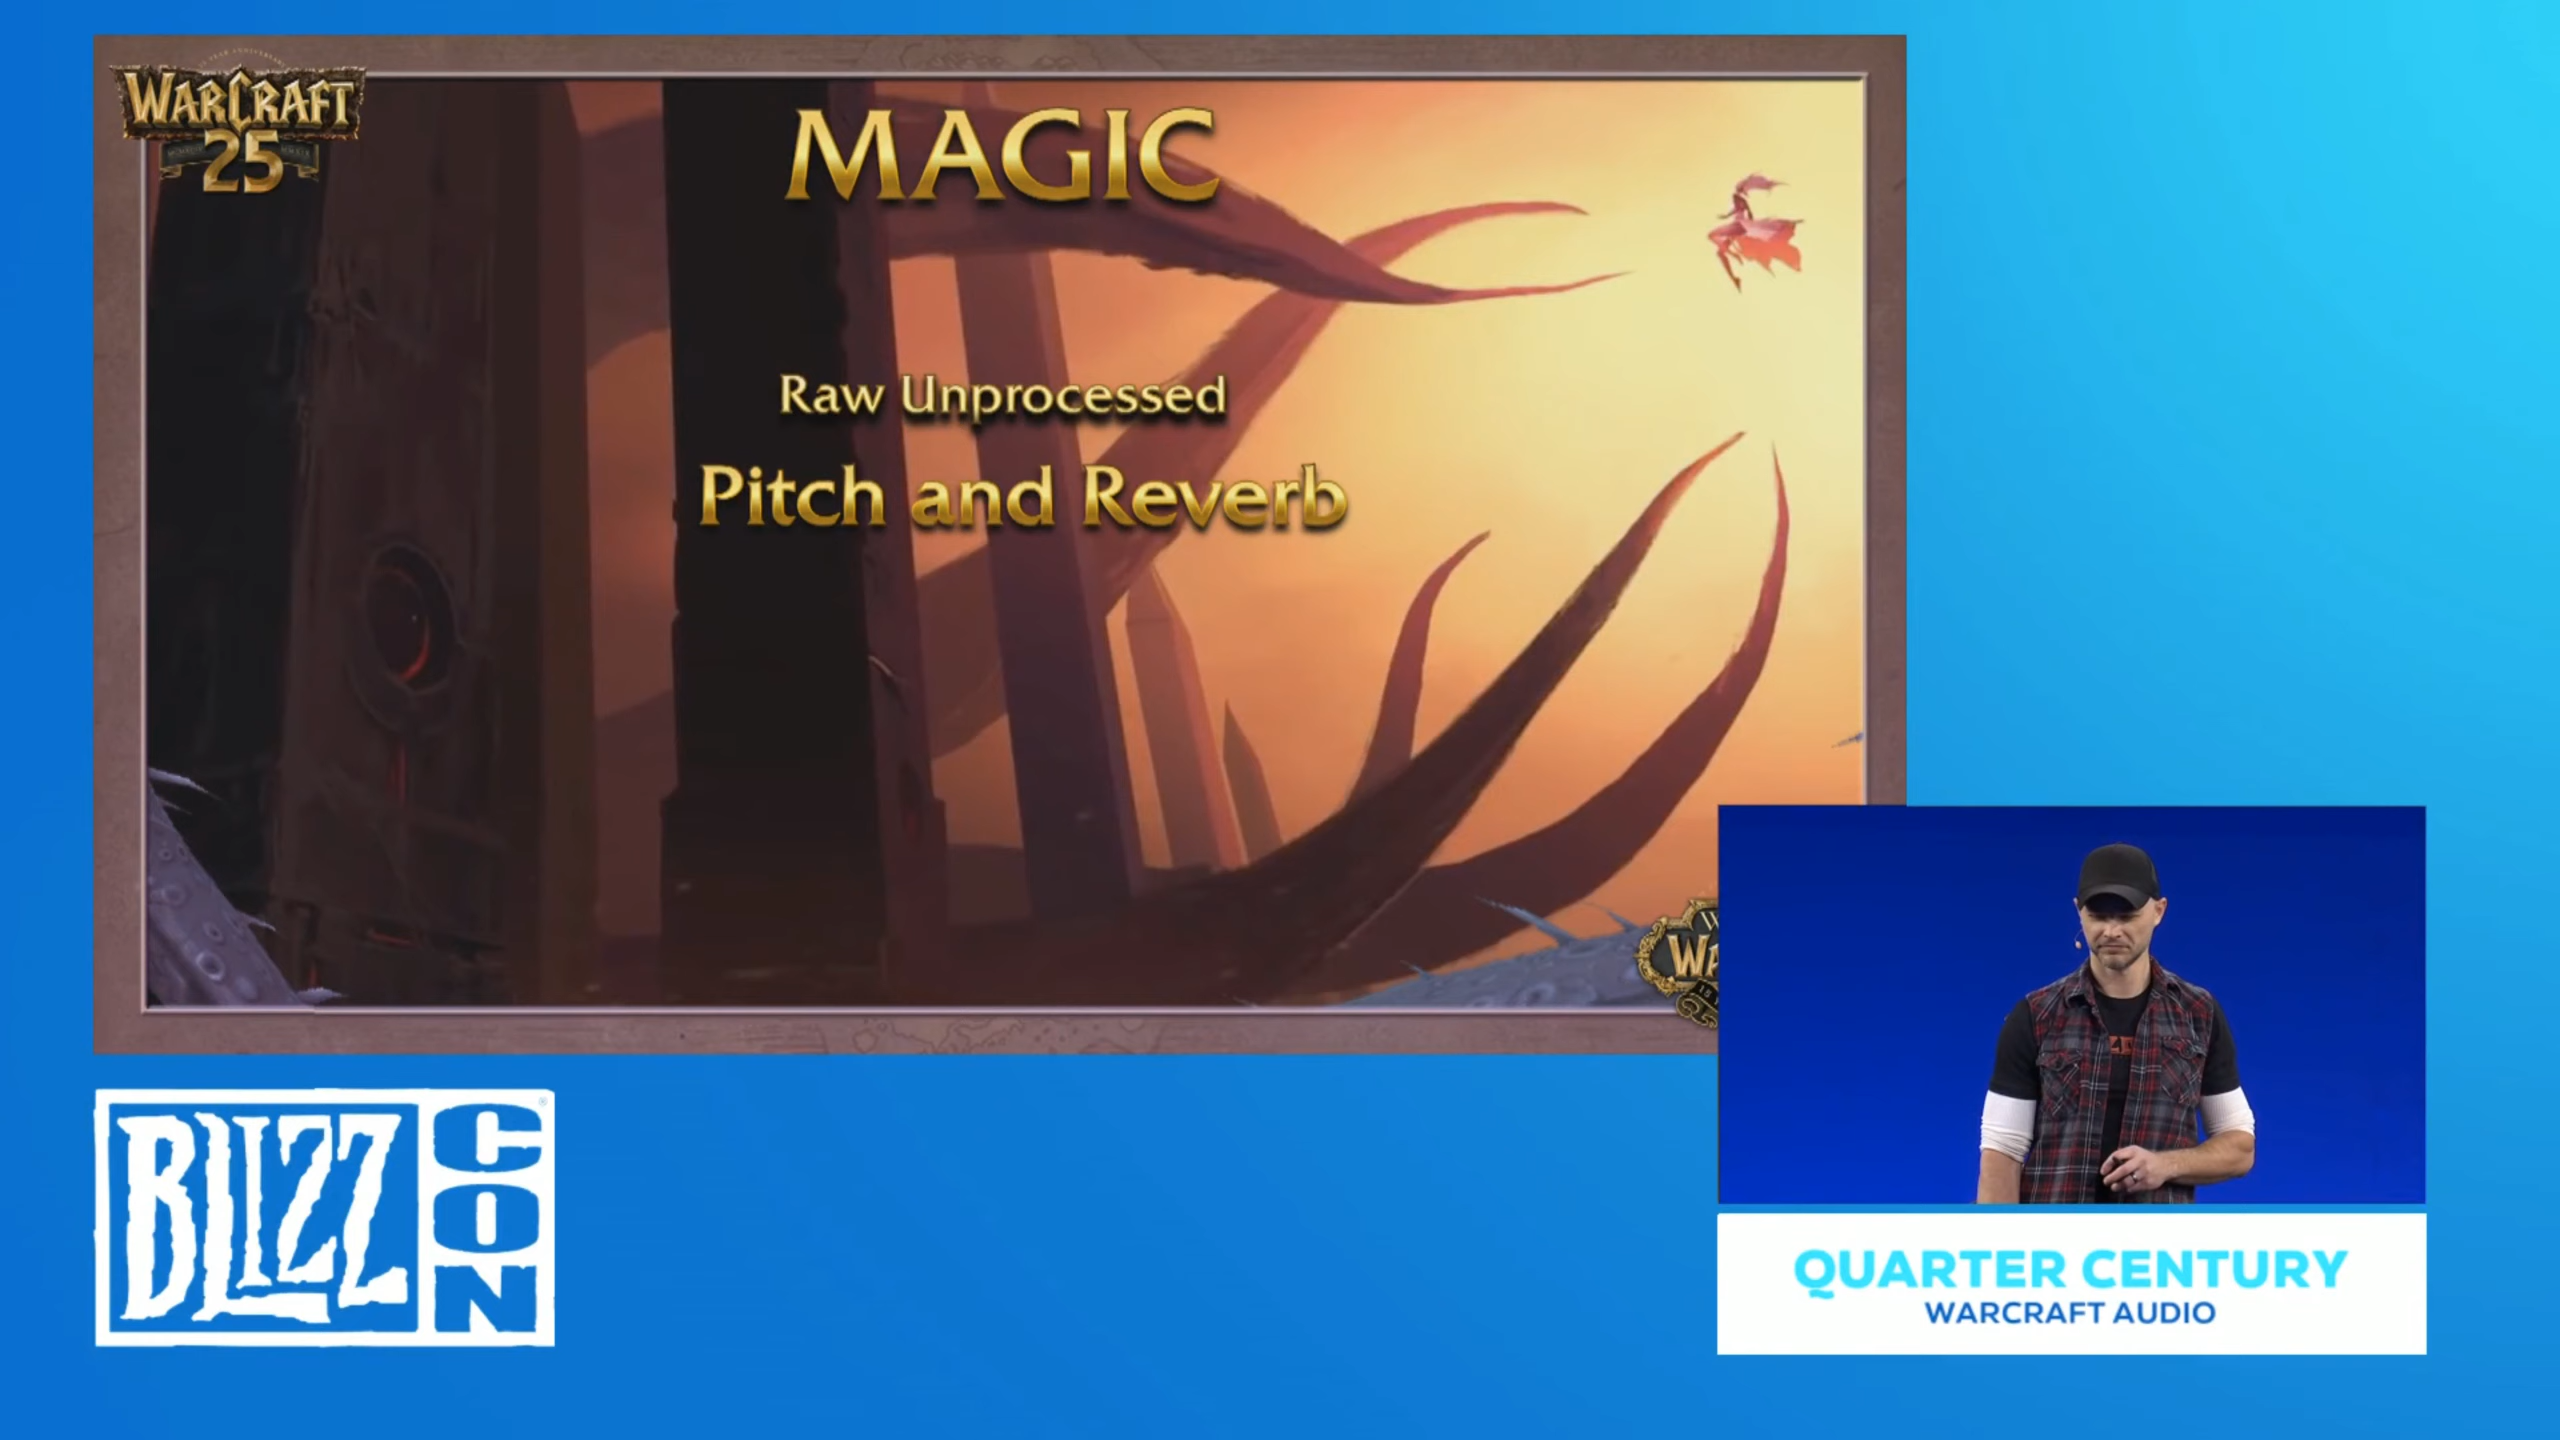 WARCRAFT
25
MAGIC
Raw Unprocessed
Pitch and Reverb
BLIZZ
CON
QUARTER CENTURY
WARCRAFT AUDIO